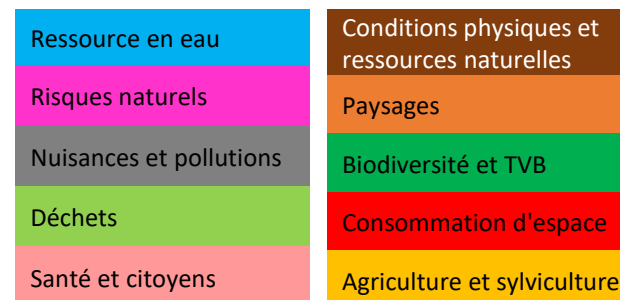 Ressource en eau
Risques naturels
Nuisances et pollutions
Déchets
Santé et citoyens
Conditions physiques et
ressources naturelles
Paysages
Biodiversité et TVB
Consommation d'espace
Agriculture et sylviculture